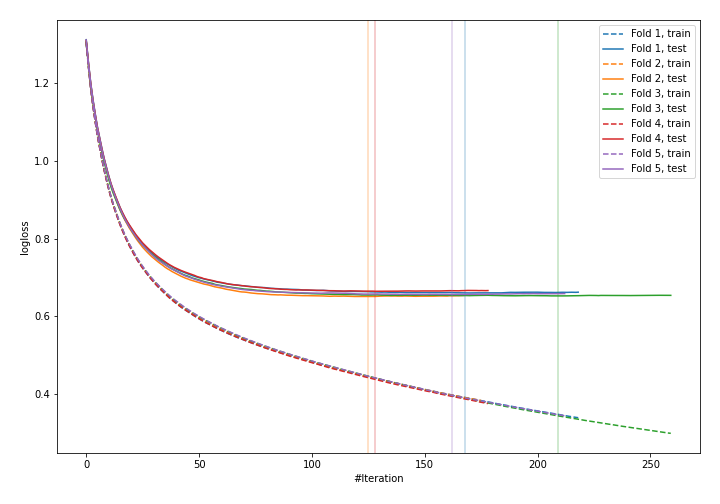 1.2
1.0
0.8
0.6
0.4
logloss
0
50
100
150
200
250
#Iteration
Fold 1, train
Fold 1, test
Fold 2, train
Fold 2, test
Fold 3, train
Fold 3, test
Fold 4, train
Fold 4, test
Fold 5, train
Fold 5, test